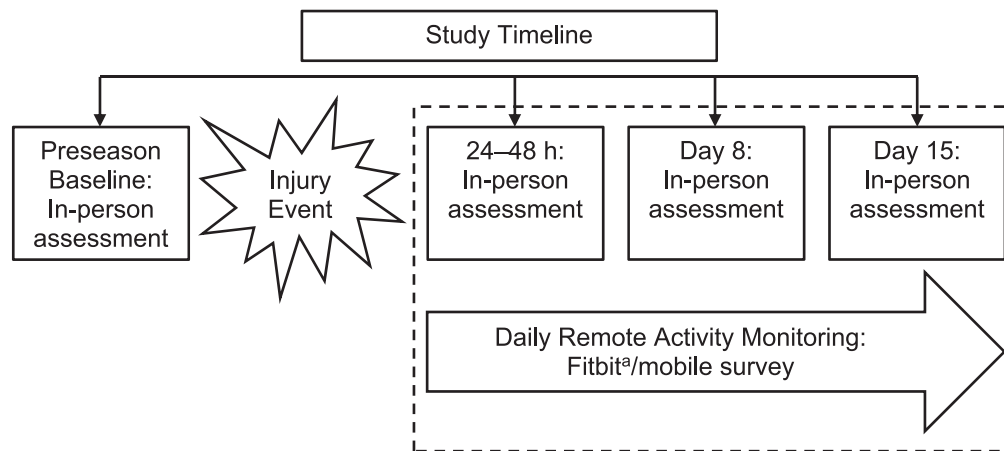 Study Timeline
Preseason
Baseline:
In-person
assessment
Injury
Event
24–48 h:
In-person
assessment
Day 8:
In-person
assessment
Day 15:
In-person
assessment
Daily Remote Activity Monitoring:
Fitbitᵃ/mobile survey